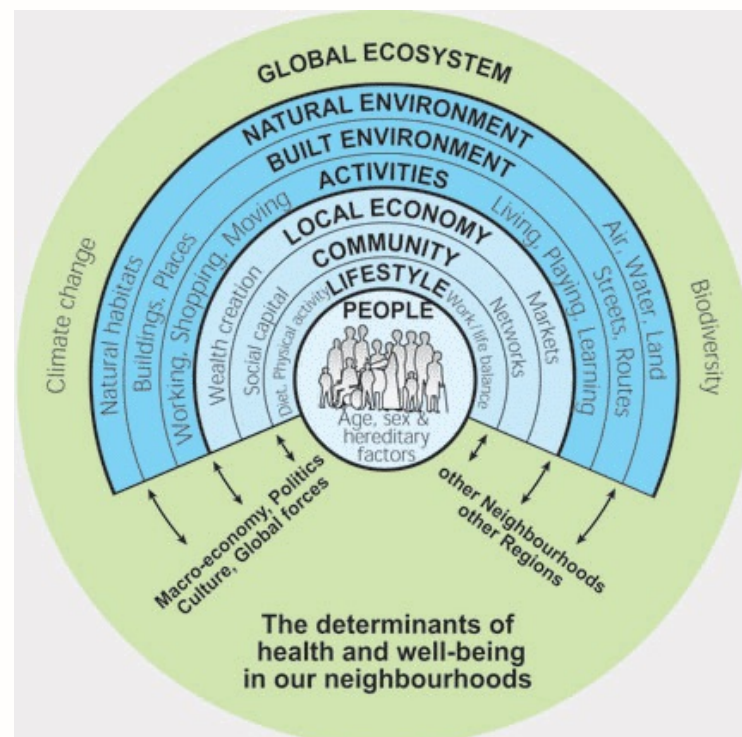 GLOBAL ECOSYSTEM
NATURAL ENVIRONMENT
BUILT ENVIRONMENT
ACTIVITIES
LOCAL ECONOMY
COMMUNITY
LIFESTYLE
PEOPLE
Climate change
Natural habitats
Buildings, Places
Working, Shopping, Moving
Wealth creation
Social capital
Diet, Physical activity
Work/life balance
Networks
Markets
Living, Playing, Learning
Streets, Routes
Air, Water, Land
Biodiversity
Age, sex &
hereditary
factors
Macro-economy, Politics
Culture, Global forces
other Neighbourhoods
other Regions
The determinants of
health and well-being
in our neighbourhoods